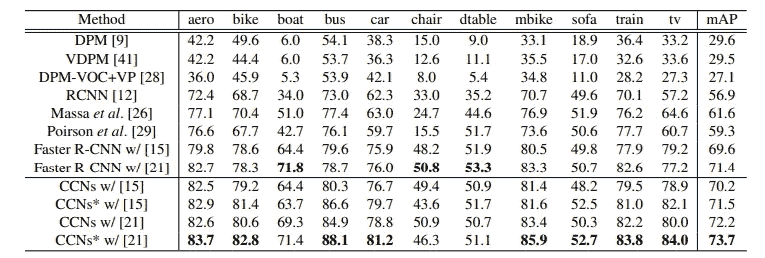 Method aero bike boat bus car chair dtable mbike sofa train tv mAP
DPM [9] 42.2 49.6 6.0 54.1 38.3 15.0 9.0 33.1 18.9 36.4 33.2 29.6
VDPM [41] 42.2 44.4 6.0 53.7 36.3 12.6 11.1 35.5 17.0 32.6 33.6 29.5
DPM-VOC+VP [28] 36.0 45.9 5.3 53.9 42.1 8.0 5.4 34.8 11.0 28.2 27.3 27.1
RCNN [12] 72.4 68.7 34.0 73.0 62.3 33.0 35.2 70.7 49.6 70.1 57.2 56.9
Massa et al. [26] 77.1 70.4 51.0 77.4 63.0 24.7 44.6 76.9 51.9 76.2 64.6 61.6
Poirson et al. [29] 76.6 67.7 42.7 76.1 59.7 15.5 51.7 73.6 50.6 77.7 60.7 59.3
Faster R-CNN w/ [15] 79.8 78.6 64.4 79.6 75.9 48.2 51.9 80.5 49.8 77.9 79.2 69.6
Faster R CNN w/ [21] 82.7 78.3 71.8 78.7 76.0 50.8 53.3 83.3 50.7 82.6 77.2 71.4
CCNs w/ [15] 82.5 79.2 64.4 80.3 76.7 49.4 50.9 81.4 48.2 79.5 78.9 70.2
CCNs* w/ [15] 82.9 81.4 63.7 86.6 79.7 43.6 51.7 81.6 52.5 81.0 82.1 71.5
CCNs w/ [21] 82.6 80.6 69.3 84.9 78.8 50.9 50.7 83.4 50.3 82.2 80.0 72.2
CCNs* w/ [21] 83.7 82.8 71.4 88.1 81.2 46.3 51.1 85.9 52.7 83.8 84.0 73.7